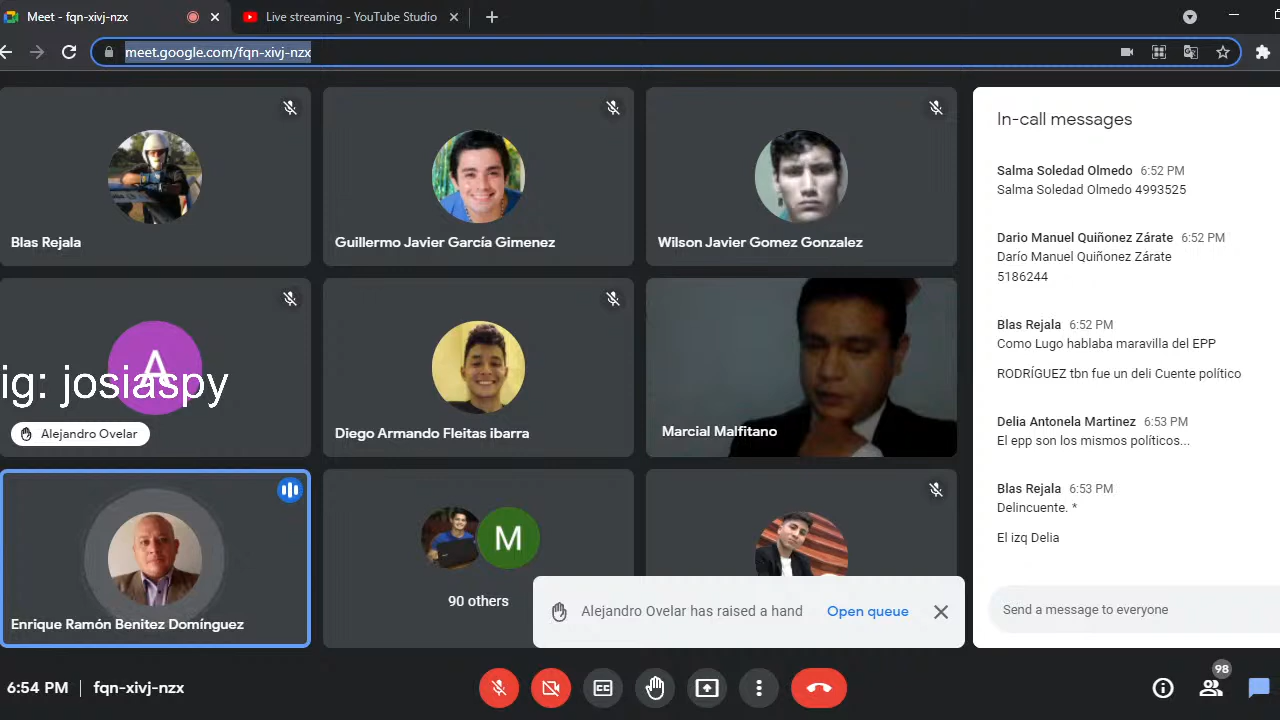 Meet - fqn-xivj-nzx
Live streaming - YouTube Studio
meet.google.com/fqn-xivj-nzx
Blas Rejala
Guillermo Javier García Gimenez
Wilson Javier Gomez Gonzalez
A
ig: josiaspy
Alejandro Ovelar
Diego Armando Fleitas ibarra
Marcial Malfitano
Enrique Ramón Benitez Domínguez
M
90 others
Alejandro Ovelar has raised a hand
Open queue
In-call messages
Salma Soledad Olmedo 6:52 PM
Salma Soledad Olmedo 4993525
Dario Manuel Quiñonez Zárate 6:52 PM
Darío Manuel Quiñonez Zárate
5186244
Blas Rejala 6:52 PM
Como Lugo hablaba maravilla del EPP
RODRÍGUEZ tbn fue un deli Cuente político
Delia Antonela Martinez 6:53 PM
El epp son los mismos políticos...
Blas Rejala 6:53 PM
Delincuente. *
El izq Delia
Send a message to everyone
6:54 PM | fqn-xivj-nzx
CC
98